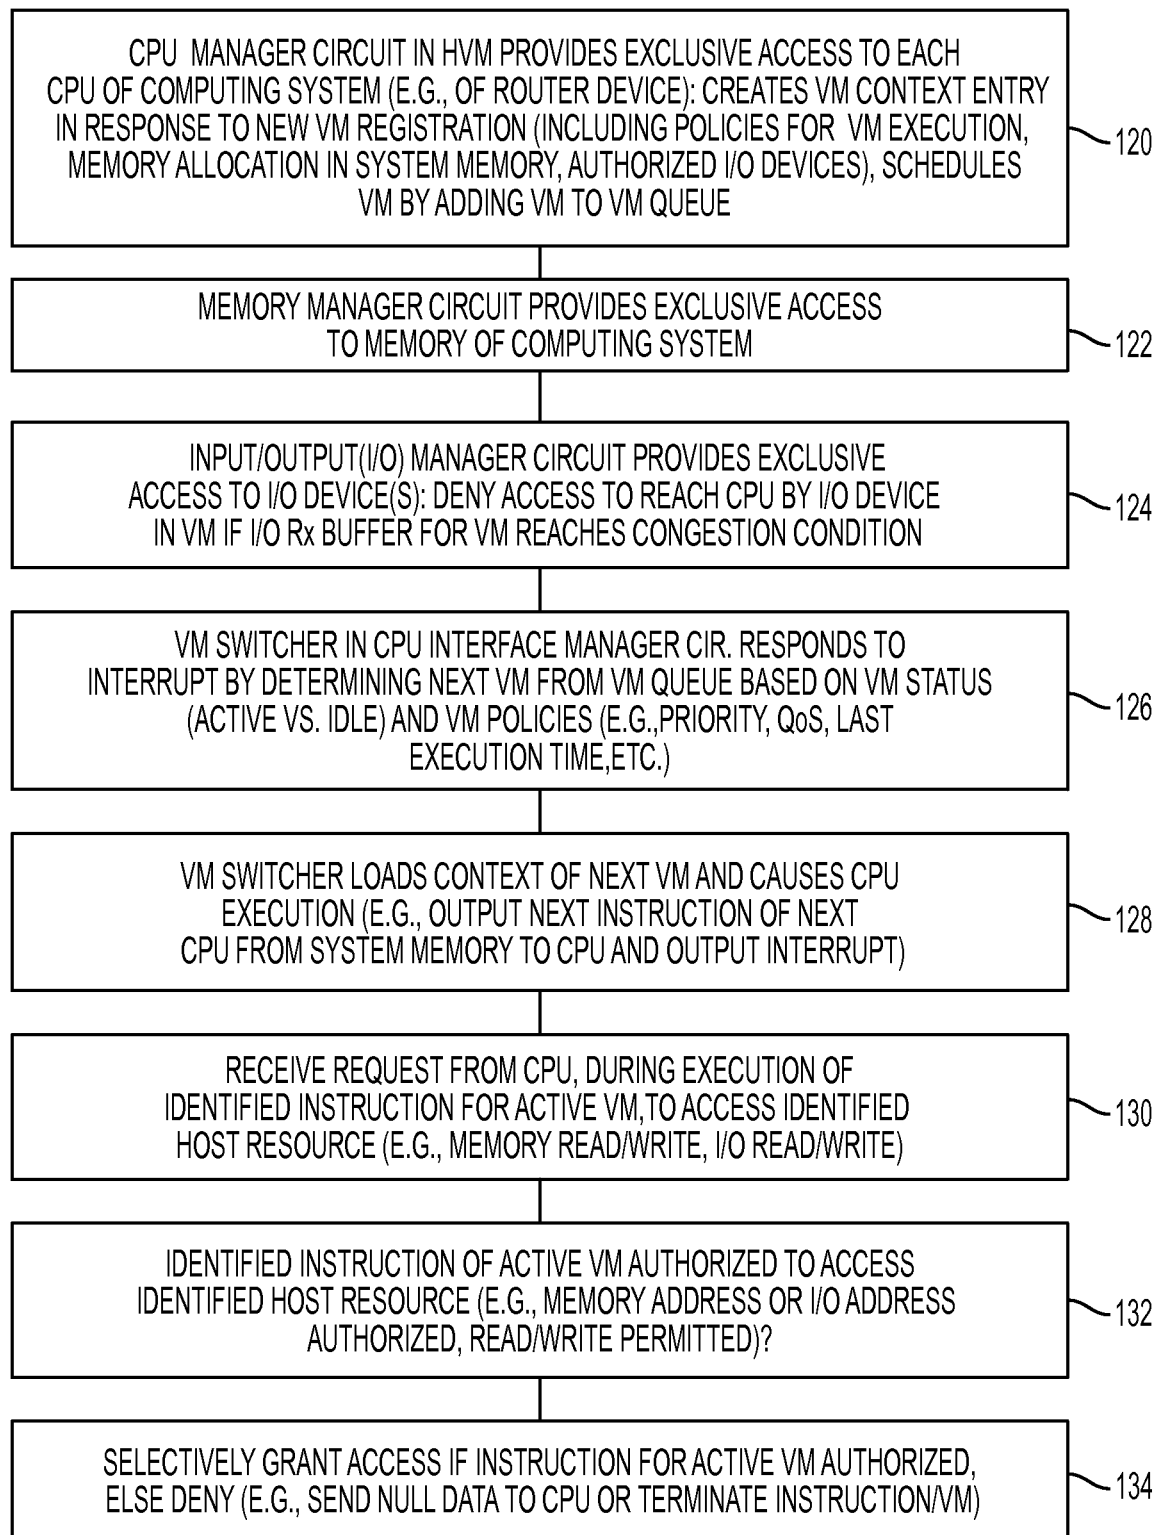 CPU MANAGER CIRCUIT IN HVM PROVIDES EXCLUSIVE ACCESS TO EACH
CPU OF COMPUTING SYSTEM (E.G., OF ROUTER DEVICE): CREATES VM CONTEXT ENTRY
IN RESPONSE TO NEW VM REGISTRATION (INCLUDING POLICIES FOR VM EXECUTION,
MEMORY ALLOCATION IN SYSTEM MEMORY, AUTHORIZED I/O DEVICES), SCHEDULES
VM BY ADDING VM TO VM QUEUE
120
MEMORY MANAGER CIRCUIT PROVIDES EXCLUSIVE ACCESS
TO MEMORY OF COMPUTING SYSTEM
122
INPUT/OUTPUT(I/O) MANAGER CIRCUIT PROVIDES EXCLUSIVE
ACCESS TO I/O DEVICE(S): DENY ACCESS TO REACH CPU BY I/O DEVICE
IN VM IF I/O Rx BUFFER FOR VM REACHES CONGESTION CONDITION
124
VM SWITCHER IN CPU INTERFACE MANAGER CIR. RESPONDS TO
INTERRUPT BY DETERMINING NEXT VM FROM VM QUEUE BASED ON VM STATUS
(ACTIVE VS. IDLE) AND VM POLICIES (E.G.,PRIORITY, QoS, LAST
EXECUTION TIME,ETC.)
126
VM SWITCHER LOADS CONTEXT OF NEXT VM AND CAUSES CPU
EXECUTION (E.G., OUTPUT NEXT INSTRUCTION OF NEXT
CPU FROM SYSTEM MEMORY TO CPU AND OUTPUT INTERRUPT)
128
RECEIVE REQUEST FROM CPU, DURING EXECUTION OF
IDENTIFIED INSTRUCTION FOR ACTIVE VM,TO ACCESS IDENTIFIED
HOST RESOURCE (E.G., MEMORY READ/WRITE, I/O READ/WRITE)
130
IDENTIFIED INSTRUCTION OF ACTIVE VM AUTHORIZED TO ACCESS
IDENTIFIED HOST RESOURCE (E.G., MEMORY ADDRESS OR I/O ADDRESS
AUTHORIZED, READ/WRITE PERMITTED)?
132
SELECTIVELY GRANT ACCESS IF INSTRUCTION FOR ACTIVE VM AUTHORIZED,
ELSE DENY (E.G., SEND NULL DATA TO CPU OR TERMINATE INSTRUCTION/VM)
134